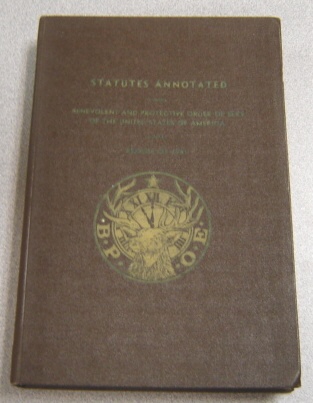 STATUTES ANNOTATED
BENEVOLENT AND PROTECTIVE ORDER OF ELKS
OF THE UNITED STATES OF AMERICA
B. P. O. E.